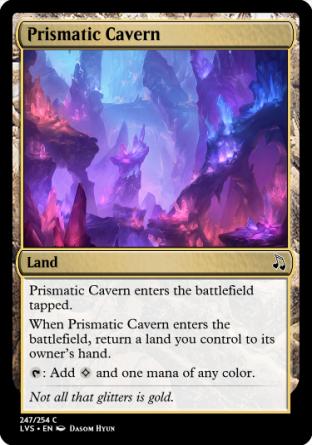 Prismatic Cavern
Land
Prismatic Cavern enters the battlefield
tapped.
When Prismatic Cavern enters the
battlefield, return a land you control to its
owner's hand.
: Add and one mana of any color.
Not all that glitters is gold.
247/254 C
LVS • EN Dasom Hyun